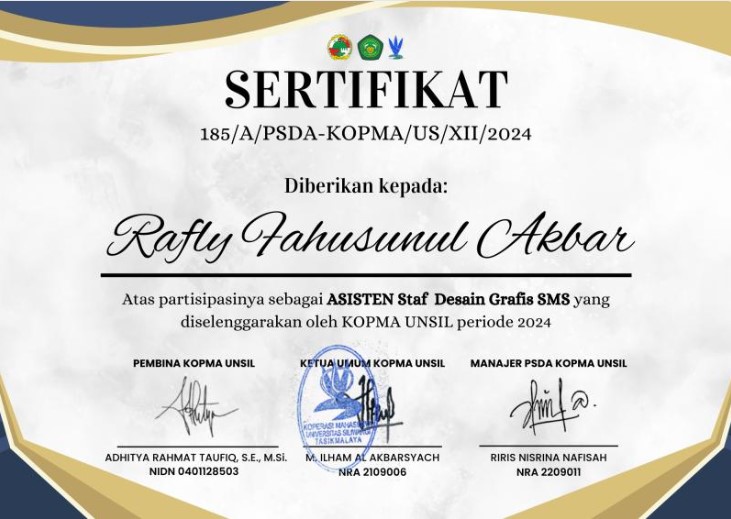 SERTIFIKAT
185/A/PSDA-KOPMA/US/XII/2024
Diberikan kepada:
Rafly Fahusunul Akbar
Atas partisipasinya sebagai ASISTEN Staf Desain Grafis SMS yang
diselenggarakan oleh KOPMA UNSIL periode 2024
PEMBINA KOPMA UNSIL
KETUA UMUM KOPMA UNSIL
MANAJER PSDA KOPMA UNSIL
KOPERASI MAHASISWA
UNIVERSITAS SILIWANGI
TASIKMALAYA
ADHITYA RAHMAT TAUFIQ, S.E., M.Si.
NIDN 0401128503
M. ILHAM AL AKBARSYACH
NRA 2109006
RIRIS NISRINA NAFISAH
NRA 2209011